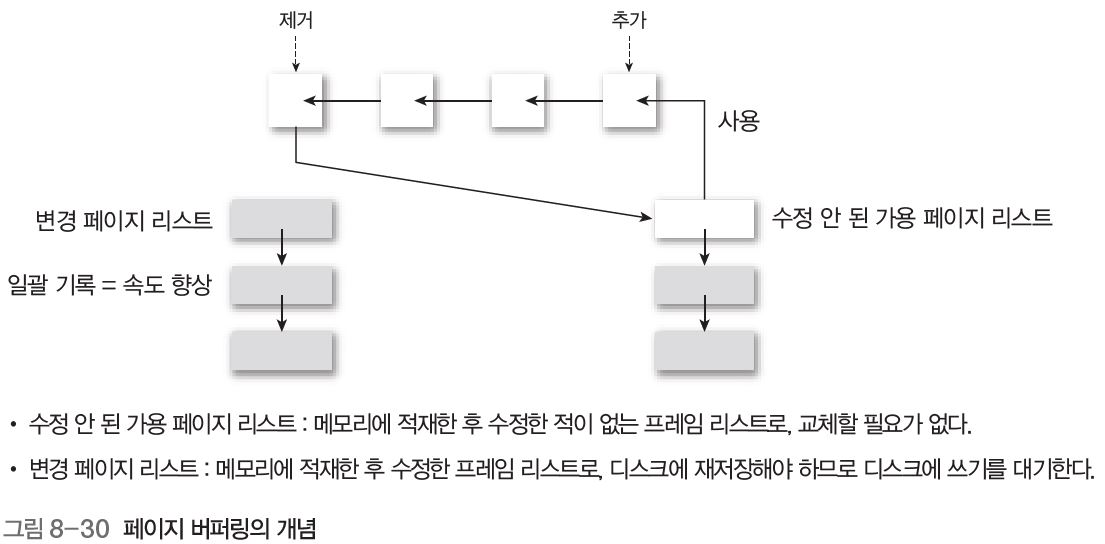 제거
추가
사용
변경 페이지 리스트
수정 안 된 가용 페이지 리스트
일괄 기록 = 속도 향상
• 수정 안 된 가용 페이지 리스트 : 메모리에 적재한 후 수정한 적이 없는 프레임 리스트로, 교체할 필요가 없다.
• 변경 페이지 리스트 : 메모리에 적재한 후 수정한 프레임 리스트로, 디스크에 재저장해야 하므로 디스크에 쓰기를 대기한다.
그림 8-30 페이지 버퍼링의 개념